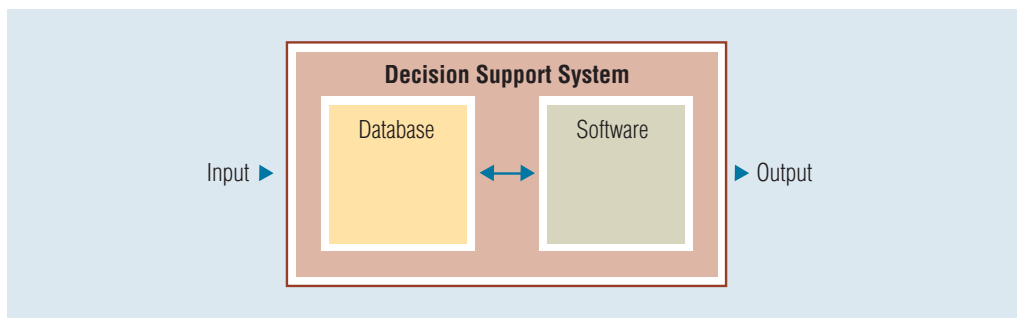 Decision Support System
Database
Software
Input
Output